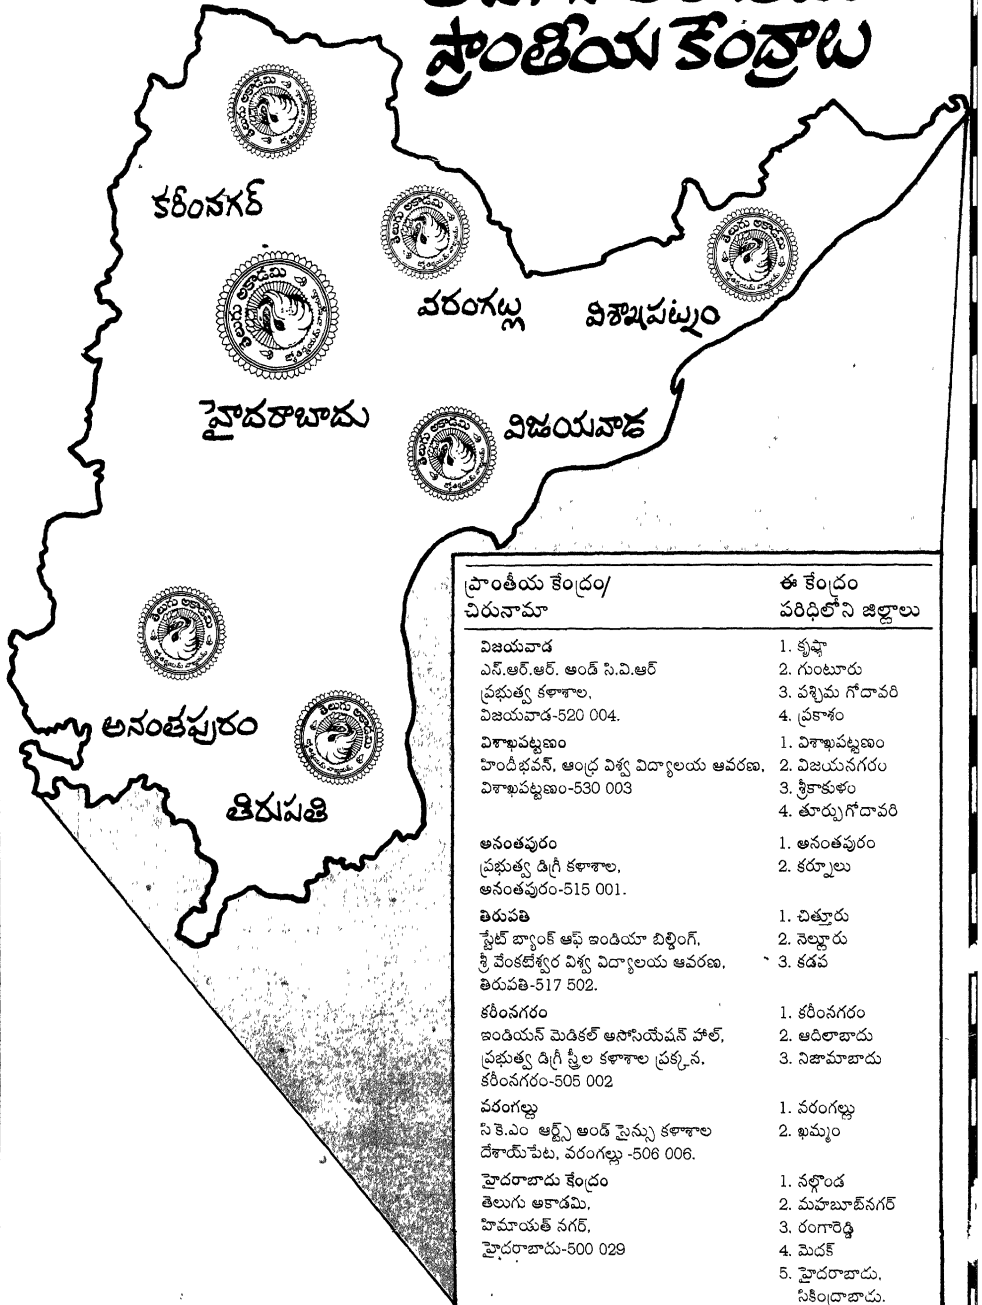 ప్రాంతీయ కేంద్రాలు
కరీంనగర్
వరంగల్లు
విశాఖపట్నం
హైదరాబాదు
విజయవాడ
అనంతపురం
తిరుపతి
ప్రాంతీయ కేంద్రం/ ఈ కేంద్రం
చిరునామా పరిధిలోని జిల్లాలు
విజయవాడ 1. కృష్ణా
ఎస్.ఆర్.ఆర్. అండ్ సి.వి.ఆర్ 2. గుంటూరు
ప్రభుత్వ కళాశాల, 3. పశ్చిమ గోదావరి
విజయవాడ-520 004. 4. ప్రకాశం
విశాఖపట్టణం 1. విశాఖపట్టణం
హిందీభవన్, ఆంధ్ర విశ్వ విద్యాలయ ఆవరణ, 2. విజయనగరం
విశాఖపట్టణం-530 003 3. శ్రీకాకుళం
4. తూర్పుగోదావరి
అనంతపురం 1. అనంతపురం
ప్రభుత్వ డిగ్రీ కళాశాల, 2. కర్నూలు
అనంతపురం-515 001.
తిరుపతి 1. చిత్తూరు
స్టేట్ బ్యాంక్ ఆఫ్ ఇండియా బిల్డింగ్, 2. నెల్లూరు
శ్రీ వేంకటేశ్వర విశ్వ విద్యాలయ ఆవరణ, 3. కడప
తిరుపతి-517 502.
కరీంనగరం 1. కరీంనగరం
ఇండియన్ మెడికల్ అసోసియేషన్ హాల్, 2. ఆదిలాబాదు
ప్రభుత్వ డిగ్రీ స్త్రీల కళాశాల ప్రక్కన, 3. నిజామాబాదు
కరీంనగరం-505 002
వరంగల్లు 1. వరంగల్లు
సి కె.ఎం ఆర్ట్స్ అండ్ సైన్సు కళాశాల 2. ఖమ్మం
దేశాయ్‌పేట, వరంగల్లు -506 006.
హైదరాబాదు కేంద్రం 1. నల్గొండ
తెలుగు అకాడమి, 2. మహబూబ్‌నగర్
హిమాయత్ నగర్, 3. రంగారెడ్డి
హైదరాబాదు-500 029 4. మెదక్
5. హైదరాబాదు,
సికింద్రాబాదు.